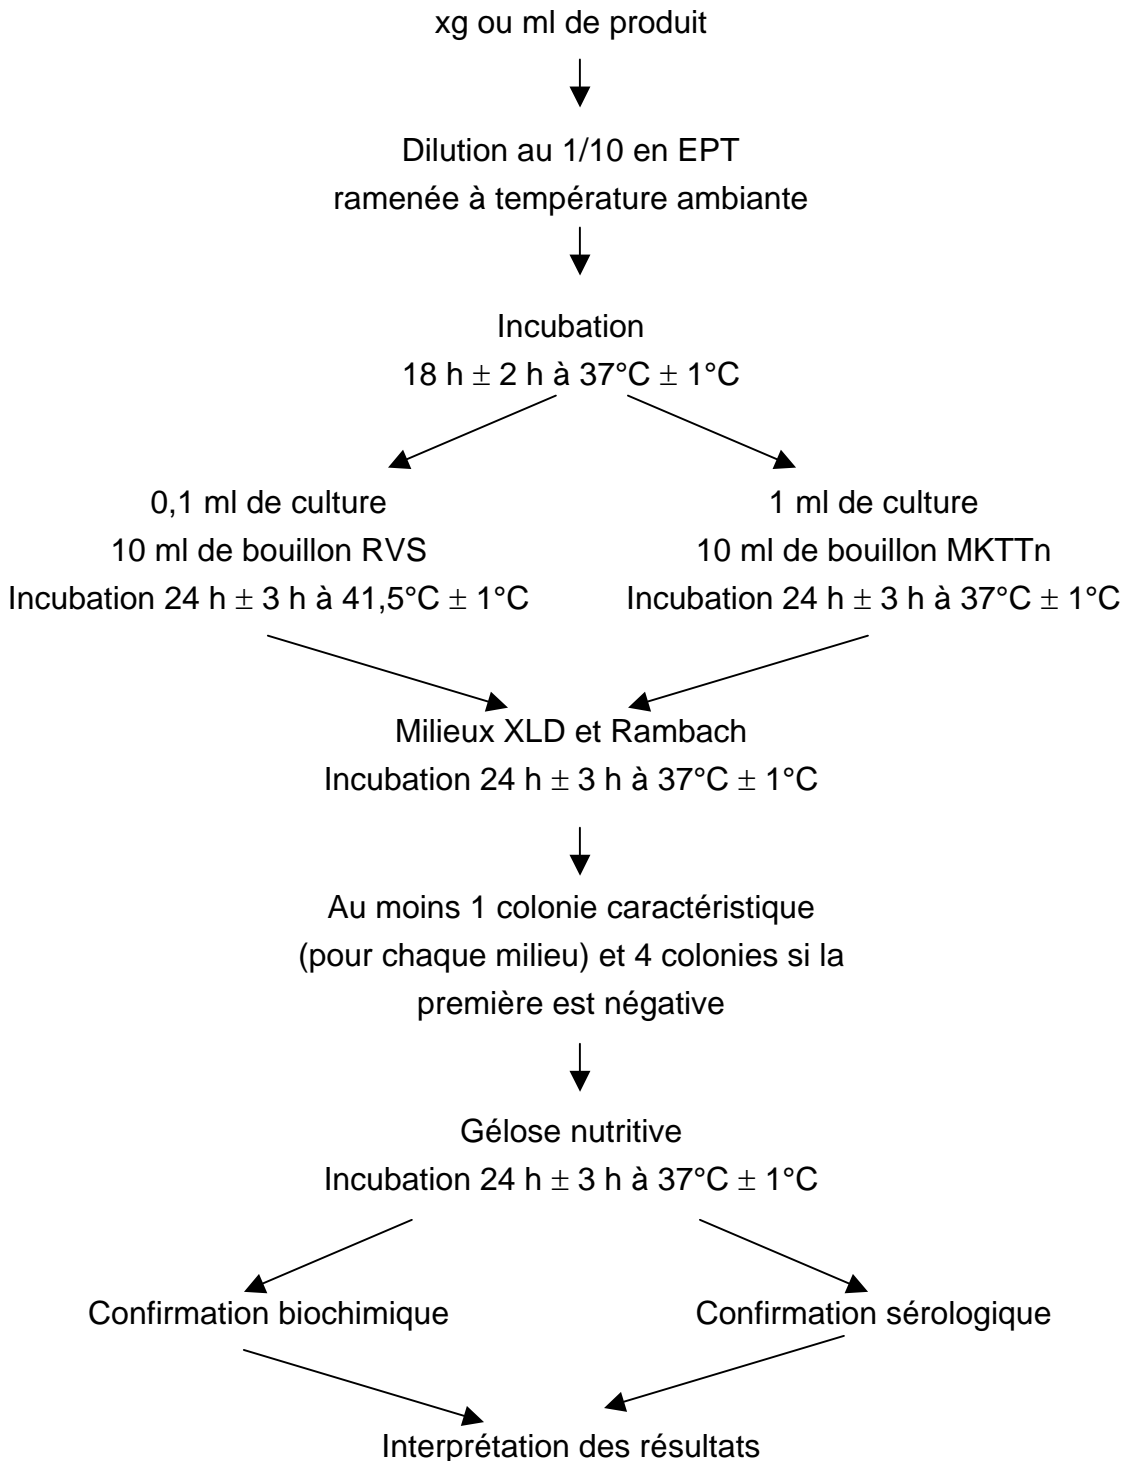 xg ou ml de produit
Dilution au 1/10 en EPT
ramenée à température ambiante
Incubation
18 h ± 2 h à 37°C ± 1°C
0,1 ml de culture
10 ml de bouillon RVS
Incubation 24 h ± 3 h à 41,5°C ± 1°C
1 ml de culture
10 ml de bouillon MKTTn
Incubation 24 h ± 3 h à 37°C ± 1°C
Milieux XLD et Rambach
Incubation 24 h ± 3 h à 37°C ± 1°C
Au moins 1 colonie caractéristique
(pour chaque milieu) et 4 colonies si la
première est négative
Gélose nutritive
Incubation 24 h ± 3 h à 37°C ± 1°C
Confirmation biochimique
Confirmation sérologique
Interprétation des résultats